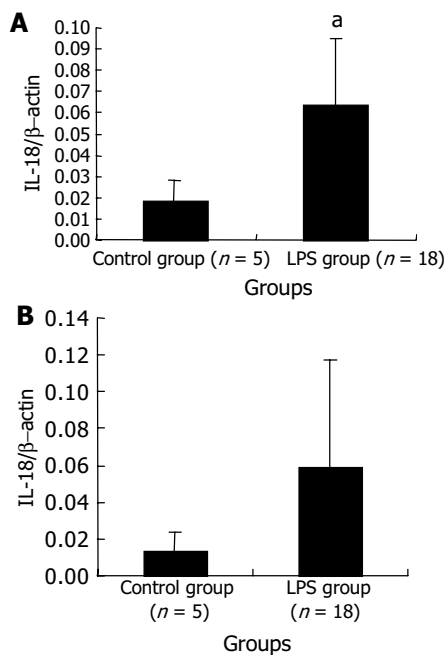 A
a
IL-18/β-actin
0.10
0.09
0.08
0.07
0.06
0.05
0.04
0.03
0.02
0.01
0.00
Control group (n = 5) LPS group (n = 18)
Groups
B
IL-18/β-actin
0.14
0.12
0.10
0.08
0.06
0.04
0.02
0.00
Control group LPS group
(n = 5) (n = 18)
Groups